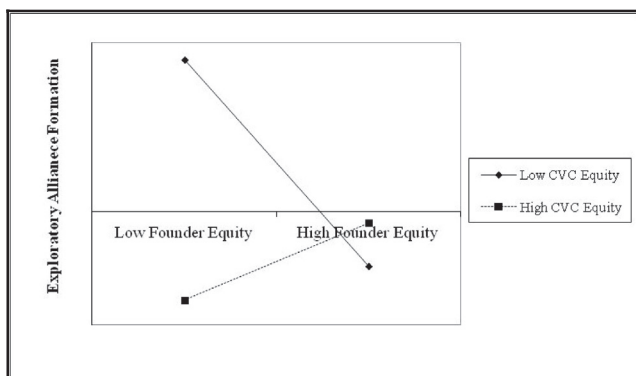 Exploratory Allianece Formation
Low Founder Equity
High Founder Equity
Low CVC Equity
High CVC Equity